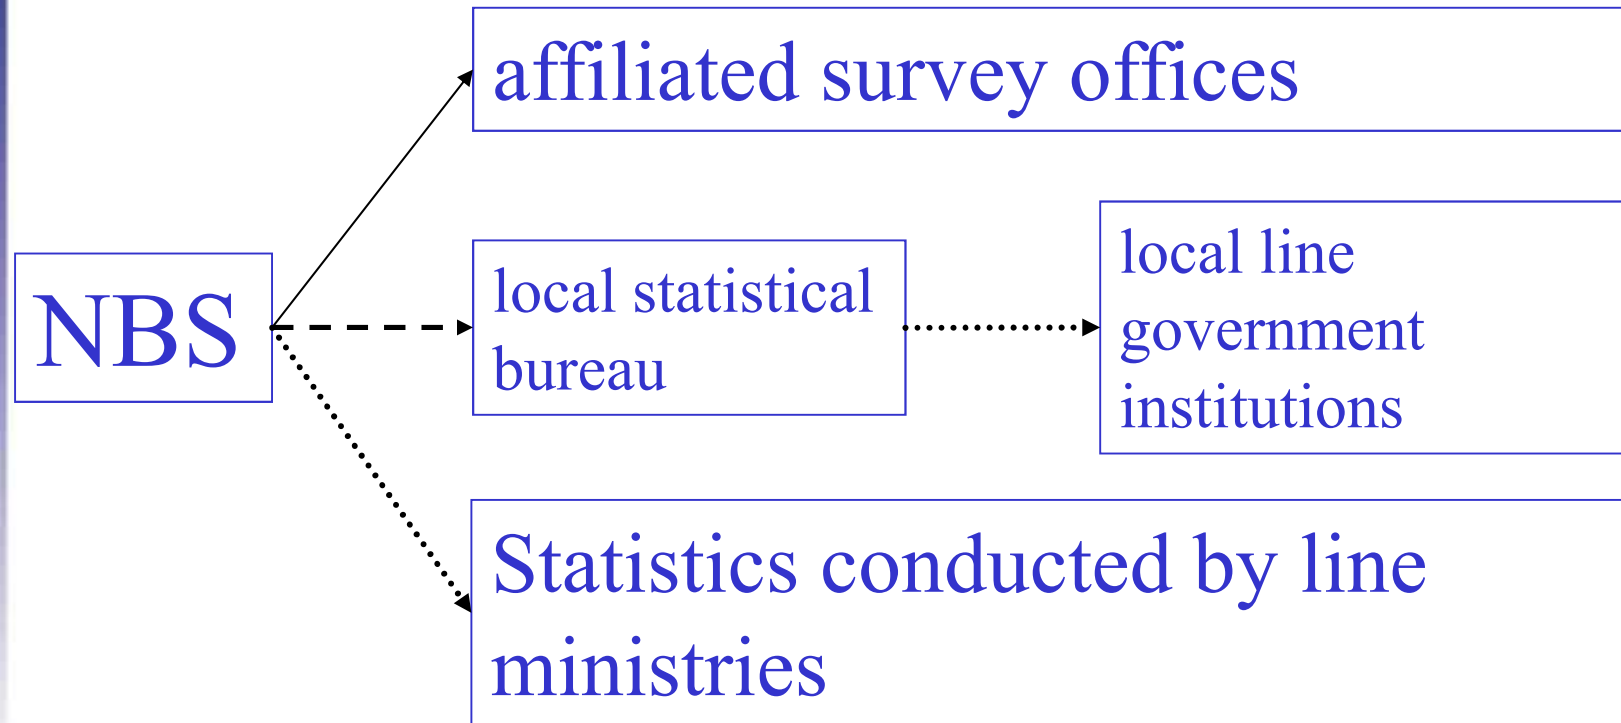 affiliated survey offices
NBS
local statistical
bureau
local line
government
institutions
Statistics conducted by line
ministries